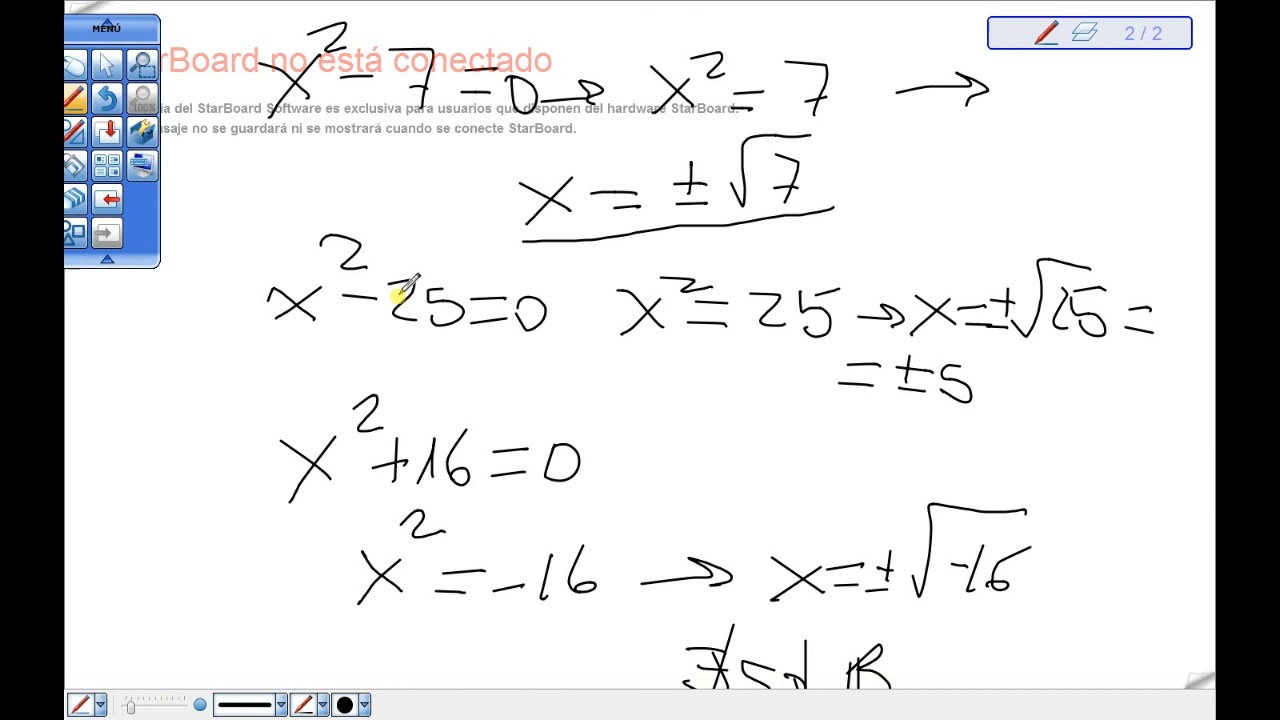 MENÚ
2 / 2
rBoard no está conectado
x² - 7 = 0 → x² = 7 →
100%
ia del StarBoard Software es exclusiva para usuarios que disponen del hardware StarBoard.
saje no se guardará ni se mostrará cuando se conecte StarBoard.
x = ± √7
x² - 25 = 0 x² = 25 → x = ± √25 =
= ± 5
x² + 16 = 0
x² = -16 → x = ± √-16
∄ sol ℝ